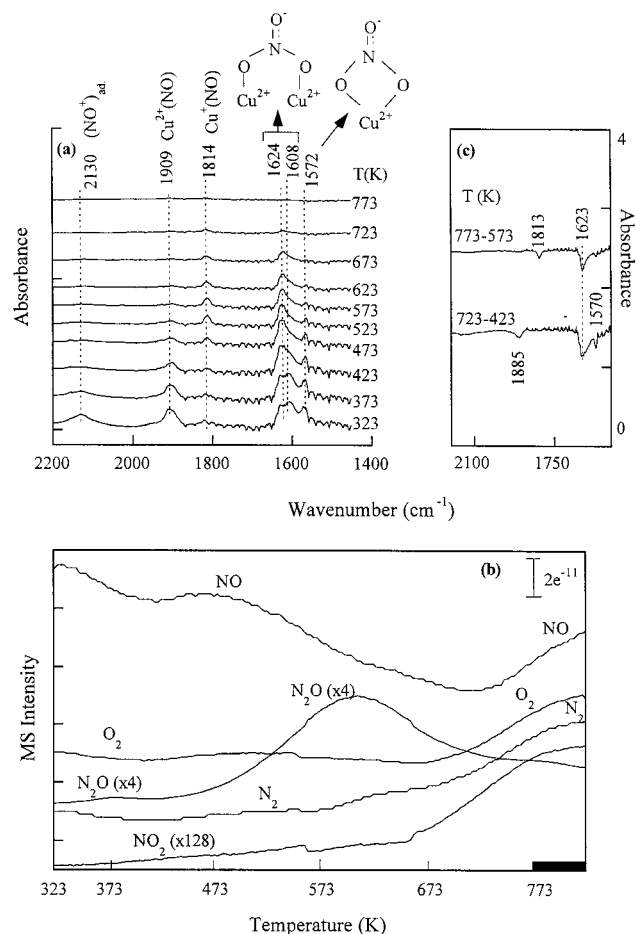 O⁻
N
O O
Cu²⁺ Cu²⁺
O⁻
N
O O
Cu²⁺
(a)
2130 (NO⁺)ad.
1909 Cu²⁺(NO)
1814 Cu⁺(NO)
1624
1608
1572
T(K)
773
723
673
623
573
523
473
423
373
323
Absorbance
2200 2000 1800 1600 1400
(c)
T (K)
773-573
1813
1623
723-423
1885
1570
4
0
Absorbance
2100 1750
Wavenumber (cm⁻¹)
(b)
2e⁻¹¹
NO
NO
N₂O (x4)
O₂
O₂
N₂
N₂O (x4)
N₂
NO₂ (x128)
MS Intensity
323 373 473 573 673 773
Temperature (K)